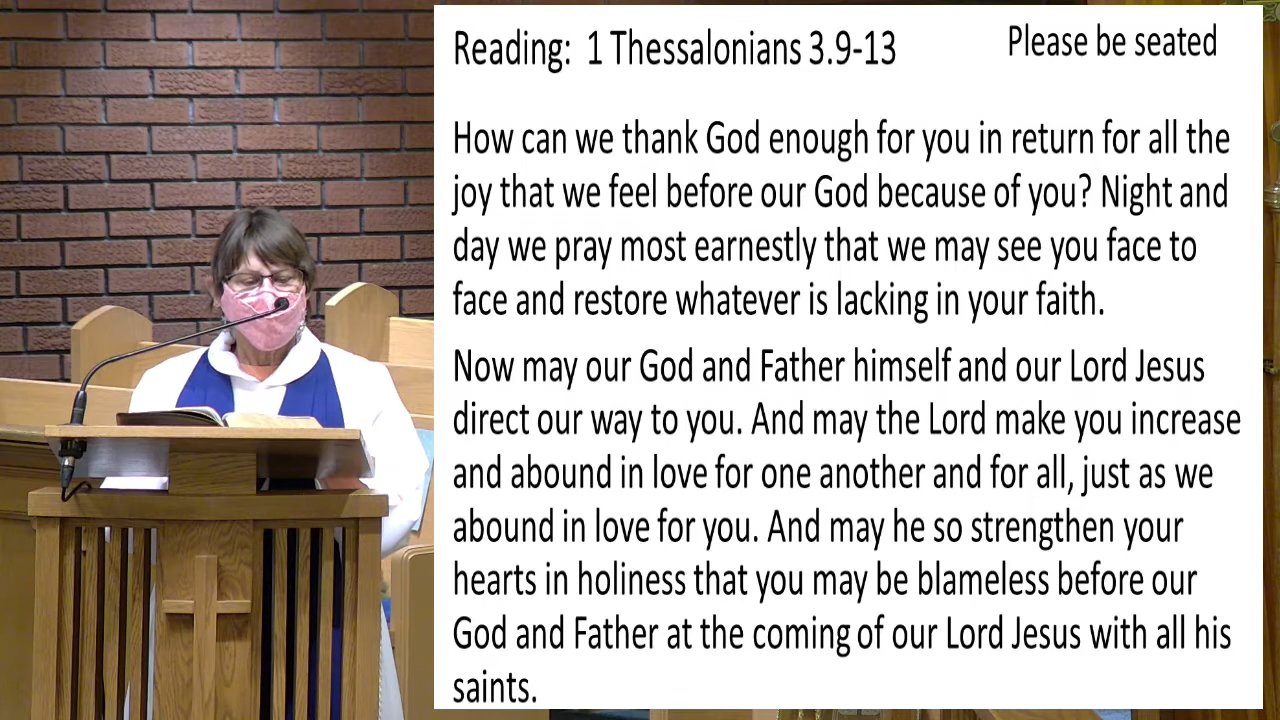 Reading: 1 Thessalonians 3.9-13
Please be seated
How can we thank God enough for you in return for all the
joy that we feel before our God because of you? Night and
day we pray most earnestly that we may see you face to
face and restore whatever is lacking in your faith.
Now may our God and Father himself and our Lord Jesus
direct our way to you. And may the Lord make you increase
and abound in love for one another and for all, just as we
abound in love for you. And may he so strengthen your
hearts in holiness that you may be blameless before our
God and Father at the coming of our Lord Jesus with all his
saints.